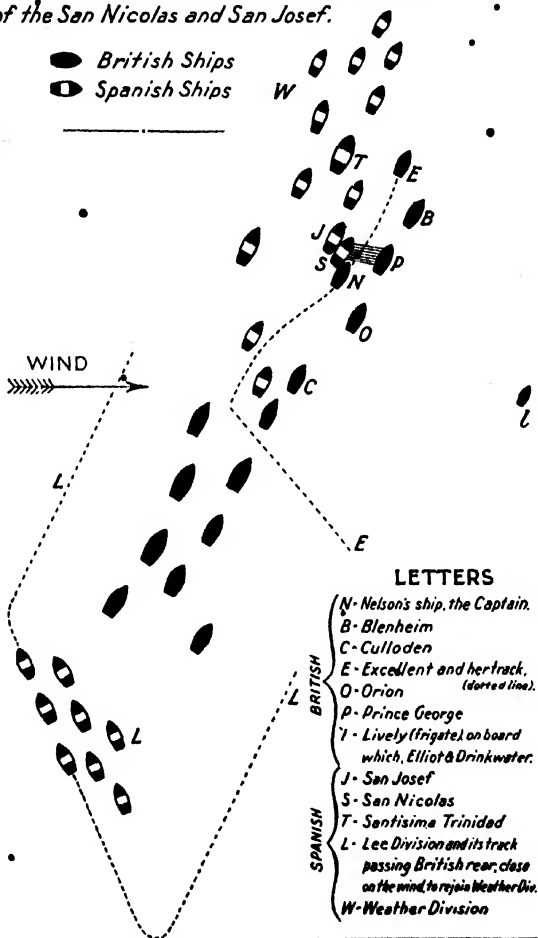 of the San Nicolas and San Josef.
British Ships
Spanish Ships
W
T
E
B
J
S
P
N
O
WIND
C
l
L
E
LETTERS
N - Nelson's ship, the Captain.
B - Blenheim
C - Culloden
E - Excellent and her track,
(dotted line).
O - Orion
P - Prince George
l - Lively (frigate), on board
which, Elliot & Drinkwater.
BRITISH
L
L
J - San Josef
S - San Nicolas
T - Santisima Trinidad
L - Lee Division and its track
passing British rear, close
on the wind, to rejoin Weather Div.
W - Weather Division
SPANISH